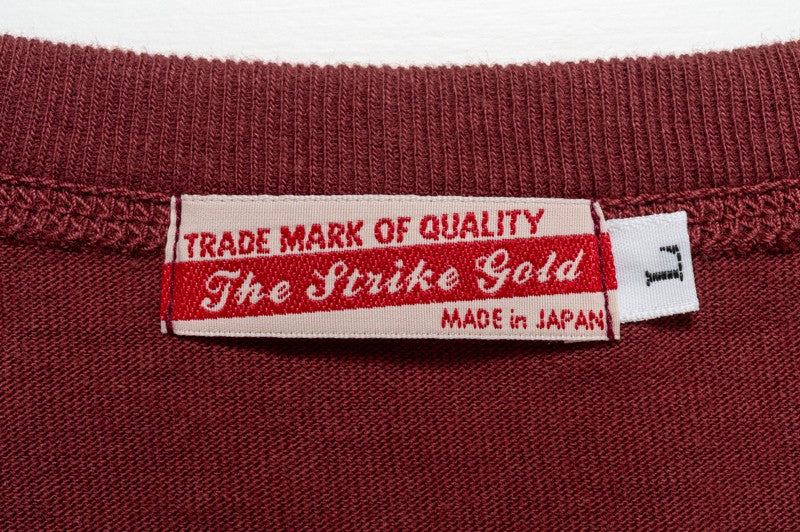 TRADE MARK OF QUALITY
The Strike Gold
MADE in JAPAN
L